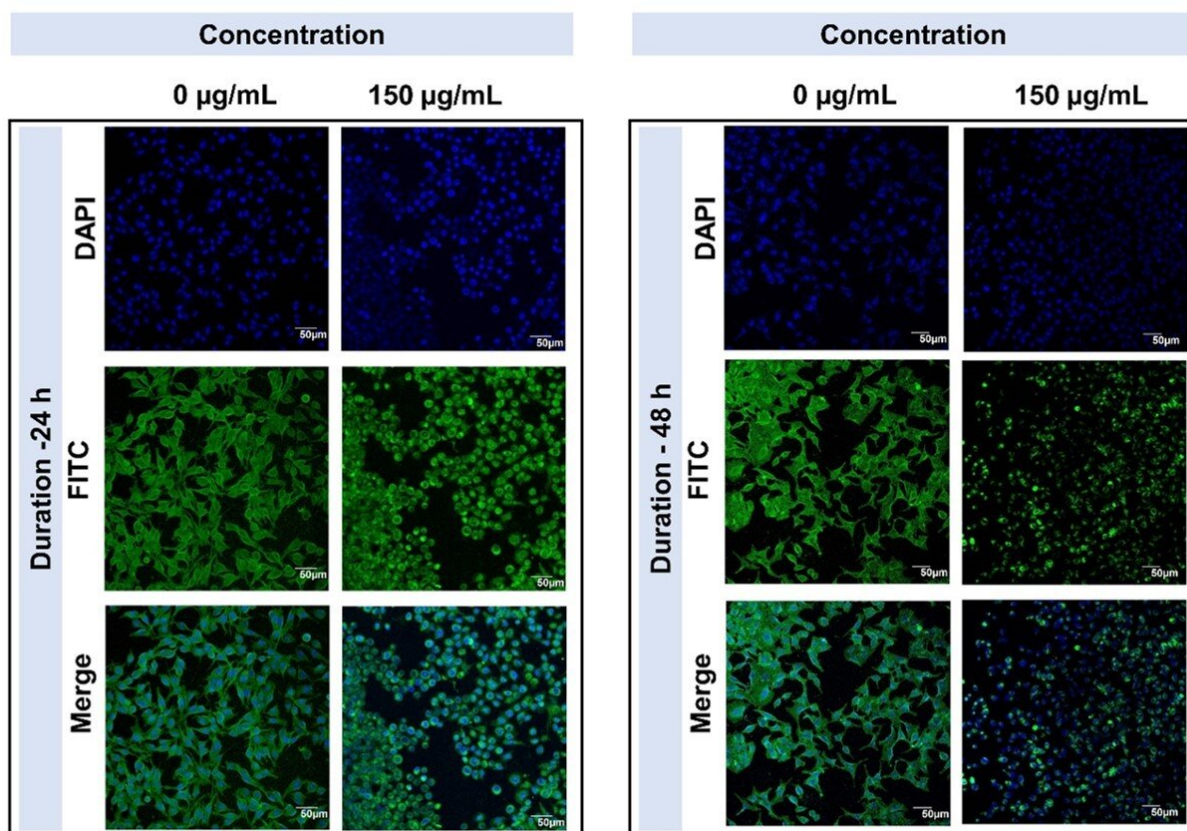 Concentration
0 µg/mL 150 µg/mL
Duration -24 h
DAPI
50µm
50µm
FITC
50µm
50µm
Merge
50µm
50µm
Concentration
0 µg/mL 150 µg/mL
Duration - 48 h
DAPI
50µm
50µm
FITC
50µm
50µm
Merge
50µm
50µm